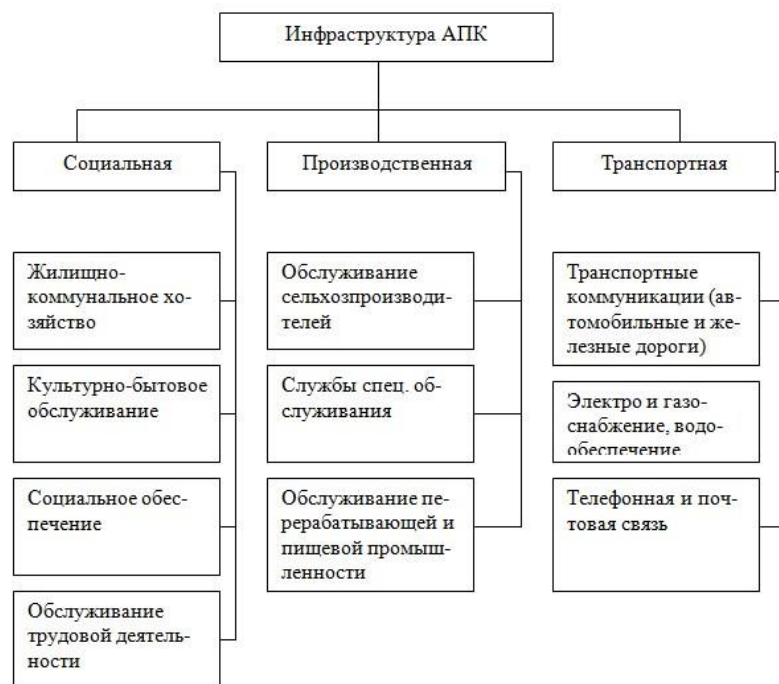 Инфраструктура АПК
Социальная
Производственная
Транспортная
Жилищно-
коммунальное хо-
зяйство
Культурно-бытовое
обслуживание
Социальное обес-
печение
Обслуживание
трудовой деятель-
ности
Обслуживание
сельхозпроизводи-
телей
Службы спец. об-
служивания
Обслуживание пе-
рерабатывающей и
пищевой промыш-
ленности
Транспортные
коммуникации (ав-
томобильные и же-
лезные дороги)
Электро и газо-
снабжение, водо-
обеспечение
Телефонная и поч-
товая связь